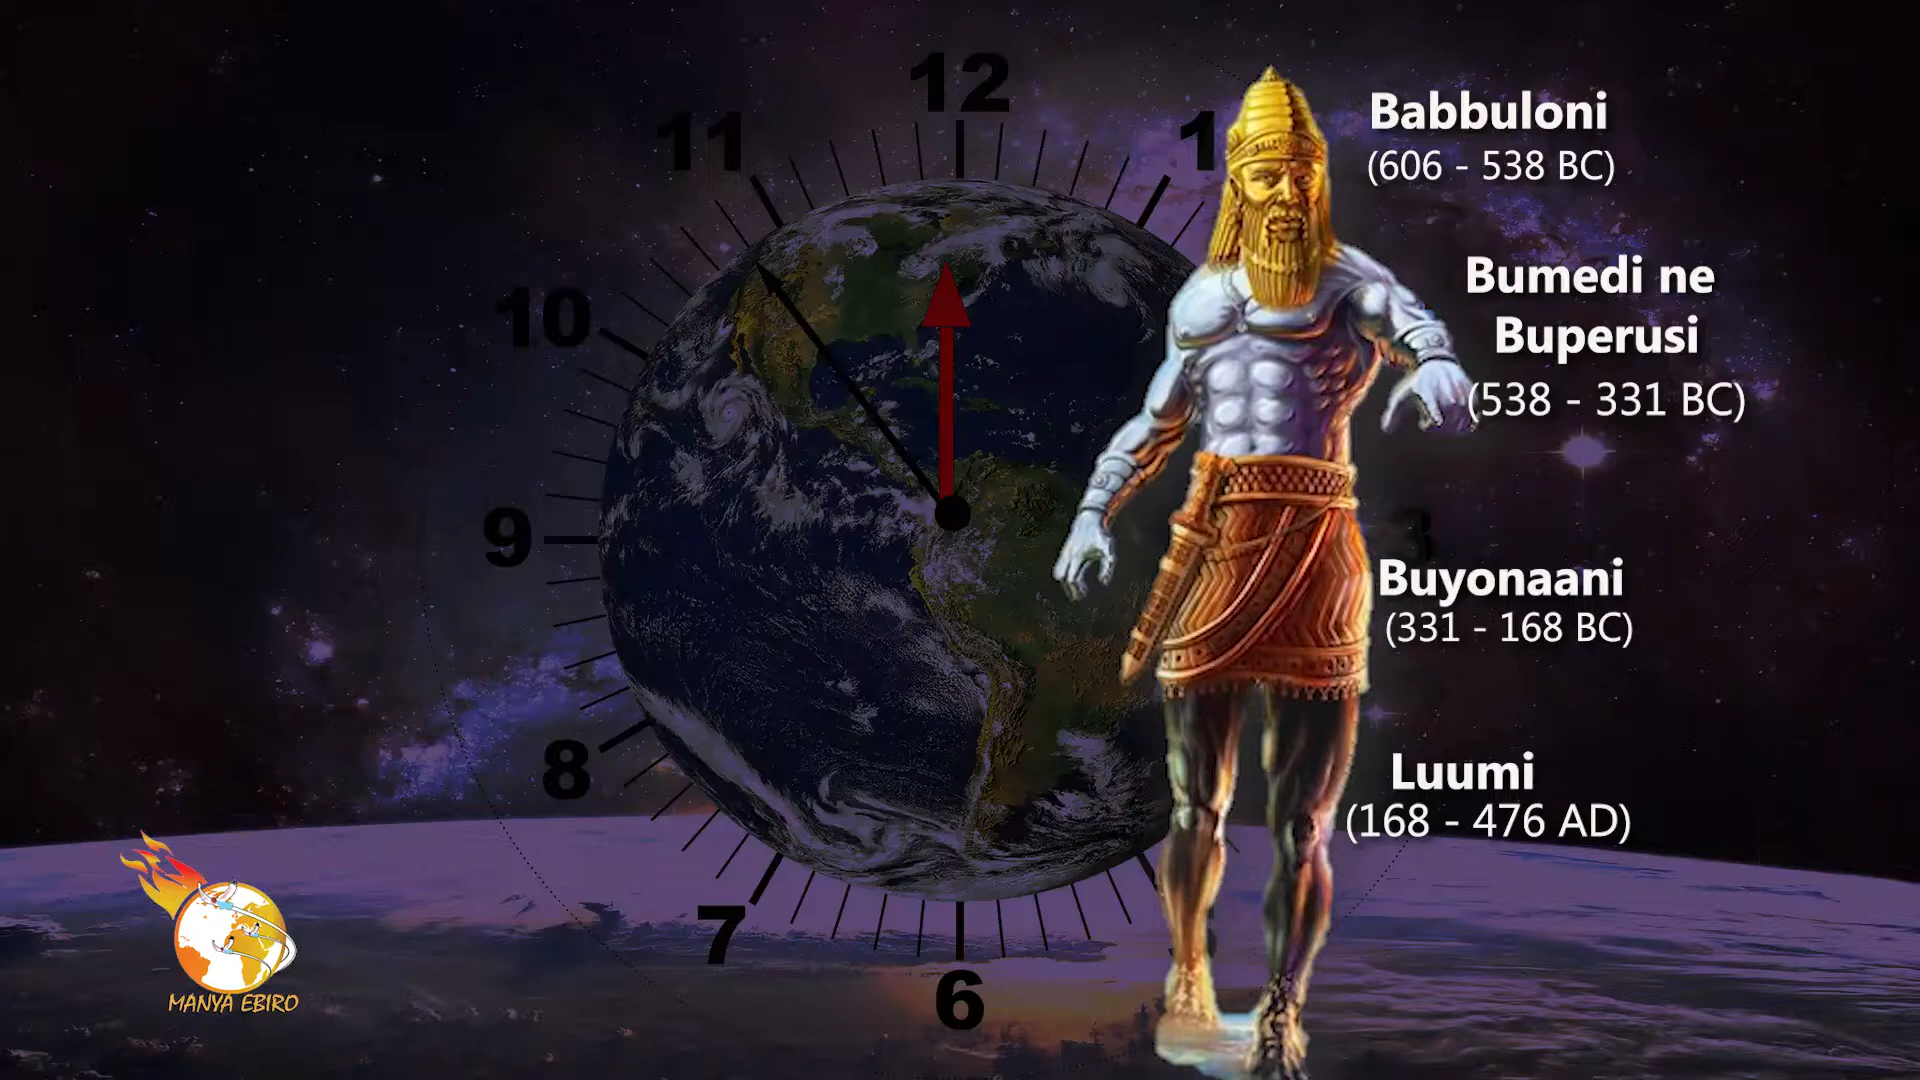 12
11
1
10
9
3
8
7
6
Babbuloni
(606 - 538 BC)
Bumedi ne
Buperusi
(538 - 331 BC)
Buyonaani
(331 - 168 BC)
Luumi
(168 - 476 AD)
MANYA EBIRO